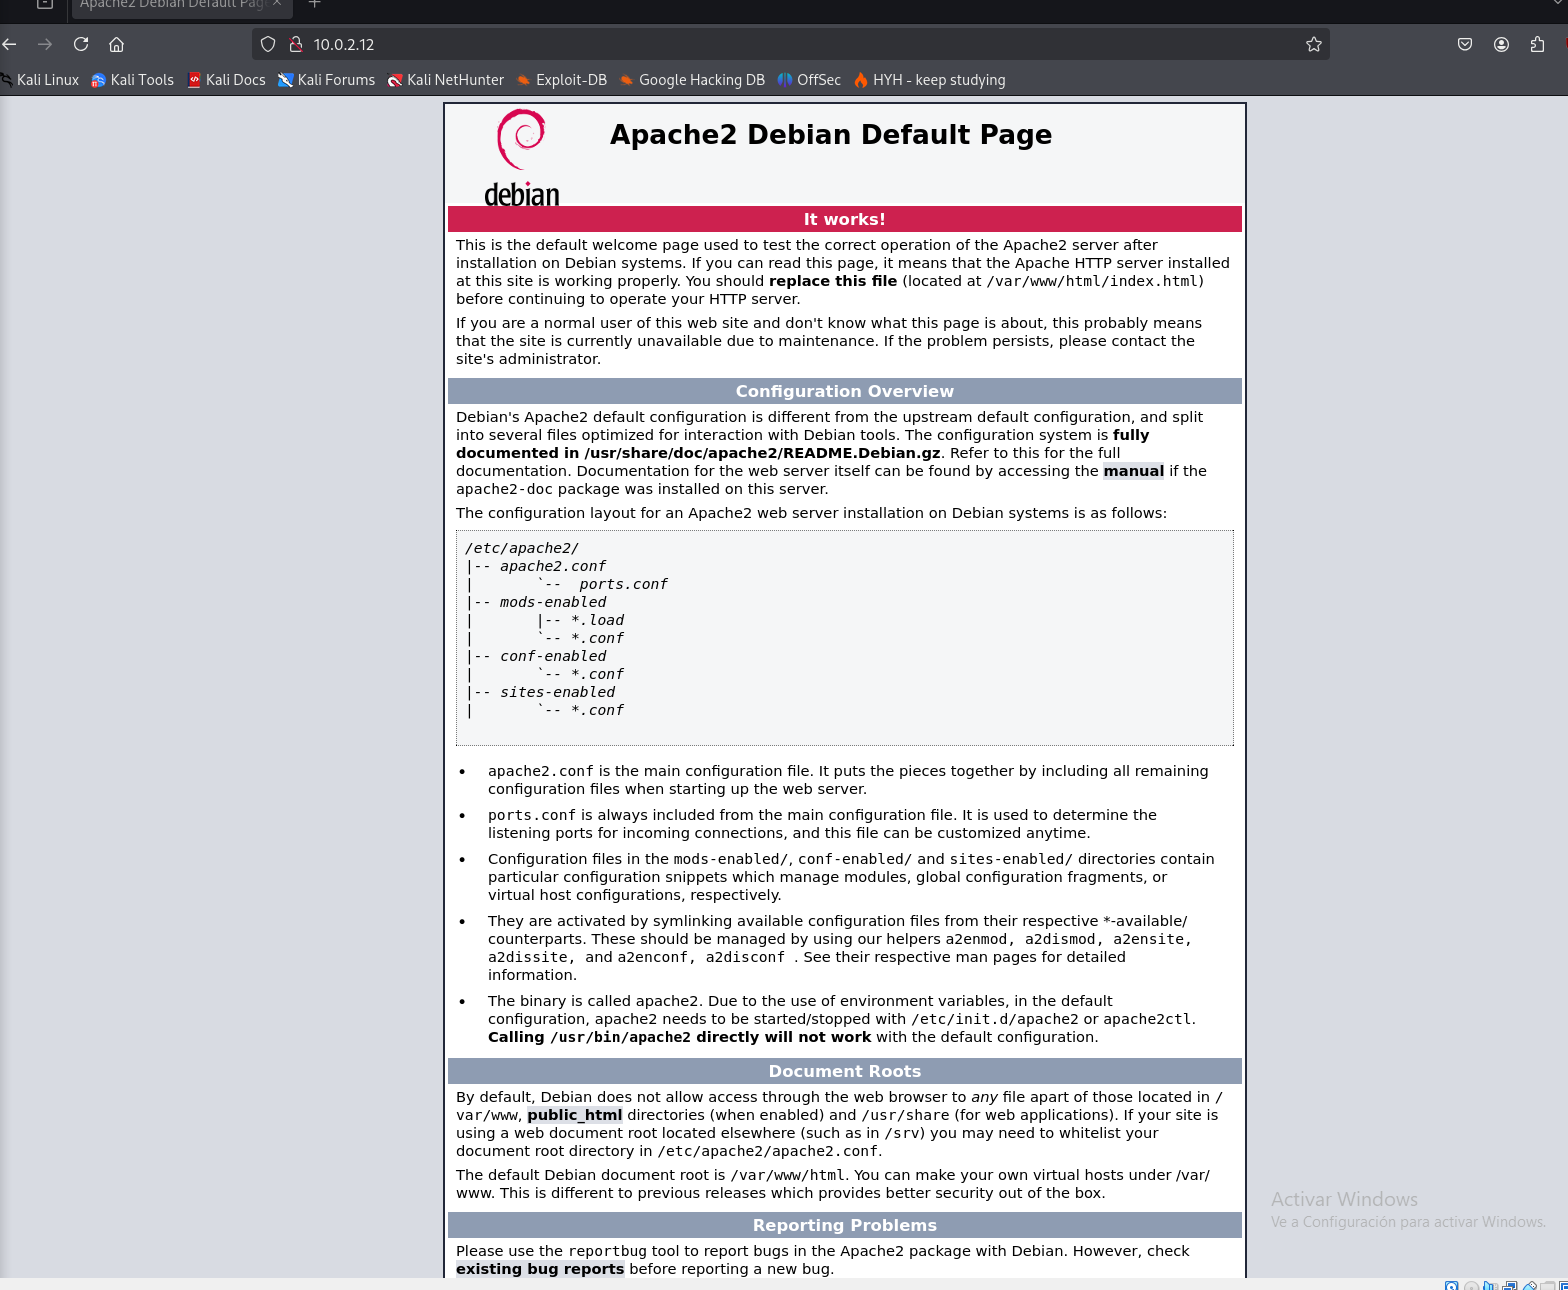 Apache2 Debian Default Pag
10.0.2.12
Kali Linux Kali Tools Kali Docs Kali Forums Kali NetHunter Exploit-DB Google Hacking DB OffSec HYH - keep studying
debian
Apache2 Debian Default Page
It works!
This is the default welcome page used to test the correct operation of the Apache2 server after
installation on Debian systems. If you can read this page, it means that the Apache HTTP server installed
at this site is working properly. You should replace this file (located at /var/www/html/index.html)
before continuing to operate your HTTP server.
If you are a normal user of this web site and don't know what this page is about, this probably means
that the site is currently unavailable due to maintenance. If the problem persists, please contact the
site's administrator.
Configuration Overview
Debian's Apache2 default configuration is different from the upstream default configuration, and split
into several files optimized for interaction with Debian tools. The configuration system is fully
documented in /usr/share/doc/apache2/README.Debian.gz. Refer to this for the full
documentation. Documentation for the web server itself can be found by accessing the manual if the
apache2-doc package was installed on this server.
The configuration layout for an Apache2 web server installation on Debian systems is as follows:
/etc/apache2/
|-- apache2.conf
|       `--  ports.conf
|-- mods-enabled
|       |-- *.load
|       `-- *.conf
|-- conf-enabled
|       `-- *.conf
|-- sites-enabled
|       `-- *.conf
• apache2.conf is the main configuration file. It puts the pieces together by including all remaining
configuration files when starting up the web server.
• ports.conf is always included from the main configuration file. It is used to determine the
listening ports for incoming connections, and this file can be customized anytime.
• Configuration files in the mods-enabled/, conf-enabled/ and sites-enabled/ directories contain
particular configuration snippets which manage modules, global configuration fragments, or
virtual host configurations, respectively.
• They are activated by symlinking available configuration files from their respective *-available/
counterparts. These should be managed by using our helpers a2enmod, a2dismod, a2ensite,
a2dissite, and a2enconf, a2disconf . See their respective man pages for detailed
information.
• The binary is called apache2. Due to the use of environment variables, in the default
configuration, apache2 needs to be started/stopped with /etc/init.d/apache2 or apache2ctl.
Calling /usr/bin/apache2 directly will not work with the default configuration.
Document Roots
By default, Debian does not allow access through the web browser to any file apart of those located in /
var/www, public_html directories (when enabled) and /usr/share (for web applications). If your site is
using a web document root located elsewhere (such as in /srv) you may need to whitelist your
document root directory in /etc/apache2/apache2.conf.
The default Debian document root is /var/www/html. You can make your own virtual hosts under /var/
www. This is different to previous releases which provides better security out of the box.
Reporting Problems
Please use the reportbug tool to report bugs in the Apache2 package with Debian. However, check
existing bug reports before reporting a new bug.
Activar Windows
Ve a Configuración para activar Windows.